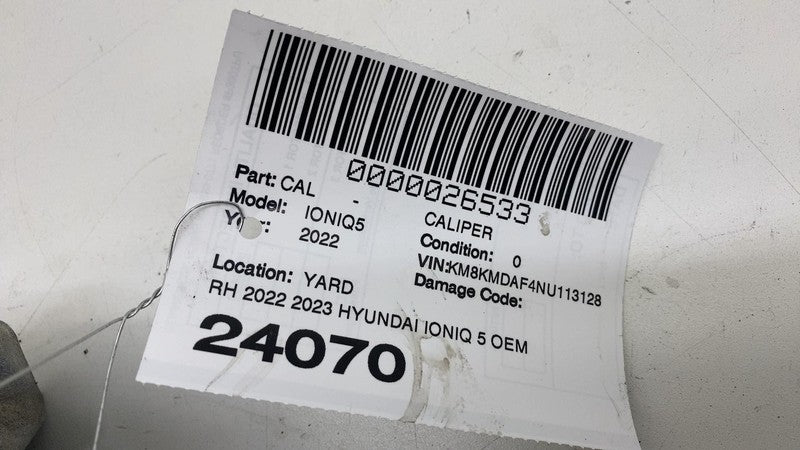 0000026533
Part: CAL - CALIPER
Model: IONIQ5 Condition: 0
Year: 2022 VIN:KM8KMDAF4NU113128
Damage Code:
Location: YARD
RH 2022 2023 HYUNDAI IONIQ 5 OEM
24070